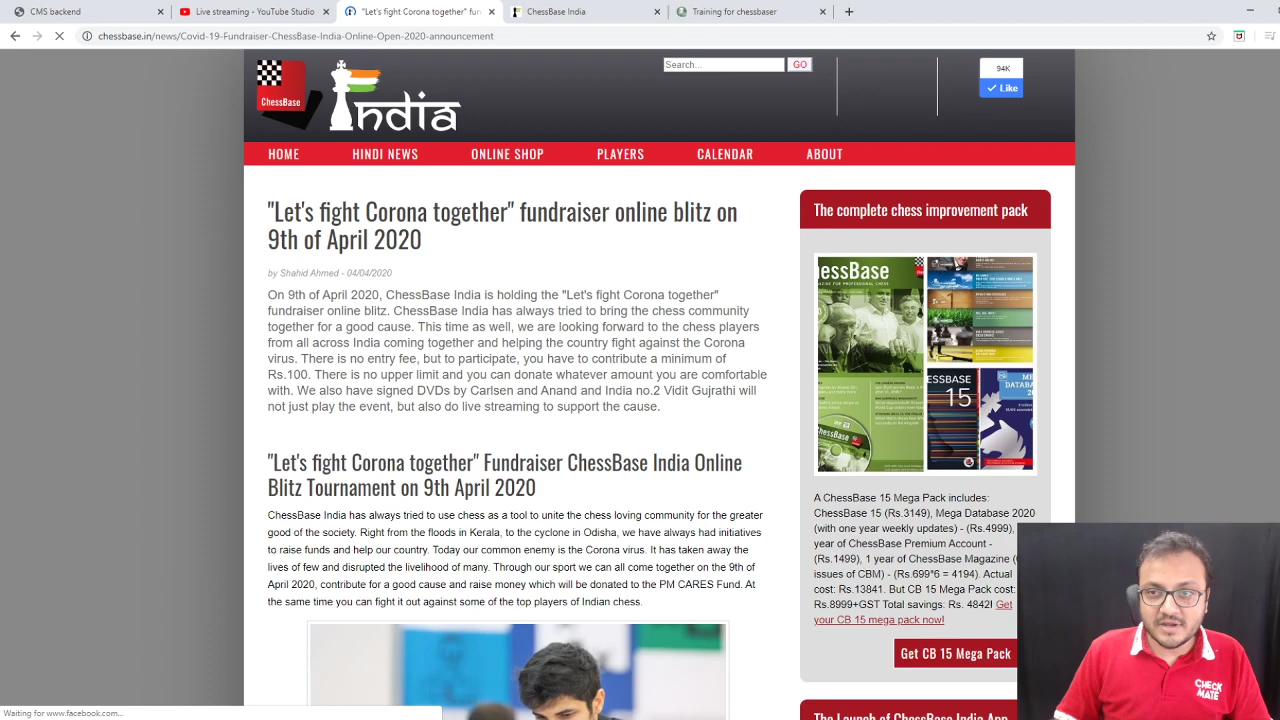 CMS backend
Live streaming - YouTube Studio
"Let's fight Corona together" fun
ChessBase India
Training for chessbaser
chessbase.in/news/Covid-19-Fundraiser-ChessBase-India-Online-Open-2020-announcement
ChessBase
India
Search...
GO
94K
Like
HOME
HINDI NEWS
ONLINE SHOP
PLAYERS
CALENDAR
ABOUT
"Let's fight Corona together" fundraiser online blitz on
9th of April 2020
by Shahid Ahmed - 04/04/2020
On 9th of April 2020, ChessBase India is holding the "Let's fight Corona together"
fundraiser online blitz. ChessBase India has always tried to bring the chess community
together for a good cause. This time as well, we are looking forward to the chess players
from all across India coming together and helping the country fight against the Corona
virus. There is no entry fee, but to participate, you have to contribute a minimum of
Rs.100. There is no upper limit and you can donate whatever amount you are comfortable
with. We also have signed DVDs by Carlsen and Anand and India no.2 Vidit Gujrathi will
not just play the event, but also do live streaming to support the cause.
"Let's fight Corona together" Fundraiser ChessBase India Online
Blitz Tournament on 9th April 2020
ChessBase India has always tried to use chess as a tool to unite the chess loving community for the greater
good of the society. Right from the floods in Kerala, to the cyclone in Odisha, we have always had initiatives
to raise funds and help our country. Today our common enemy is the Corona virus. It has taken away the
lives of few and disrupted the livelihood of many. Through our sport we can all come together on the 9th of
April 2020, contribute for a good cause and raise money which will be donated to the PM CARES Fund. At
the same time you can fight it out against some of the top players of Indian chess.
The complete chess improvement pack
hessBase
ESSBASE
15
ME
DATABAS
A ChessBase 15 Mega Pack includes:
ChessBase 15 (Rs.3149), Mega Database 2020
(with one year weekly updates) - (Rs.4999),
year of ChessBase Premium Account -
(Rs.1499), 1 year of ChessBase Magazine (
issues of CBM) - (Rs.699*6 = 4194). Actual
cost: Rs.13841. But CB 15 Mega Pack cost:
Rs.8999+GST Total savings: Rs. 4842! Get
your CB 15 mega pack now!
Get CB 15 Mega Pack
The Launch of ChessBase India App
CHECK
MATE
Waiting for www.facebook.com...